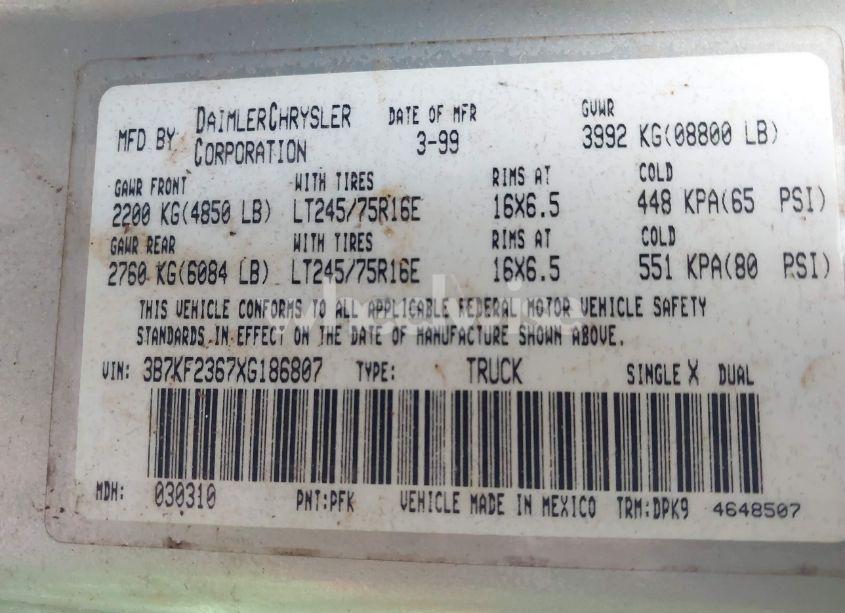 MFD BY DAIMLERCHRYSLER CORPORATION DATE OF MFR 3-99 GVWR 3992 KG(08800 LB)
GAWR FRONT WITH TIRES RIMS AT COLD
2200 KG(4850 LB) LT245/75R16E 16X6.5 448 KPA(65 PSI)
GAWR REAR WITH TIRES RIMS AT COLD
2760 KG(6084 LB) LT245/75R16E 16X6.5 551 KPA(80 PSI)
THIS VEHICLE CONFORMS TO ALL APPLICABLE FEDERAL MOTOR VEHICLE SAFETY
STANDARDS IN EFFECT ON THE DATE OF MANUFACTURE SHOWN ABOVE.
VIN: 3B7KF2367XG186807 TYPE: TRUCK SINGLE X DUAL
MDH: 030310 PNT:PFK VEHICLE MADE IN MEXICO TRM:DPK9 4648507